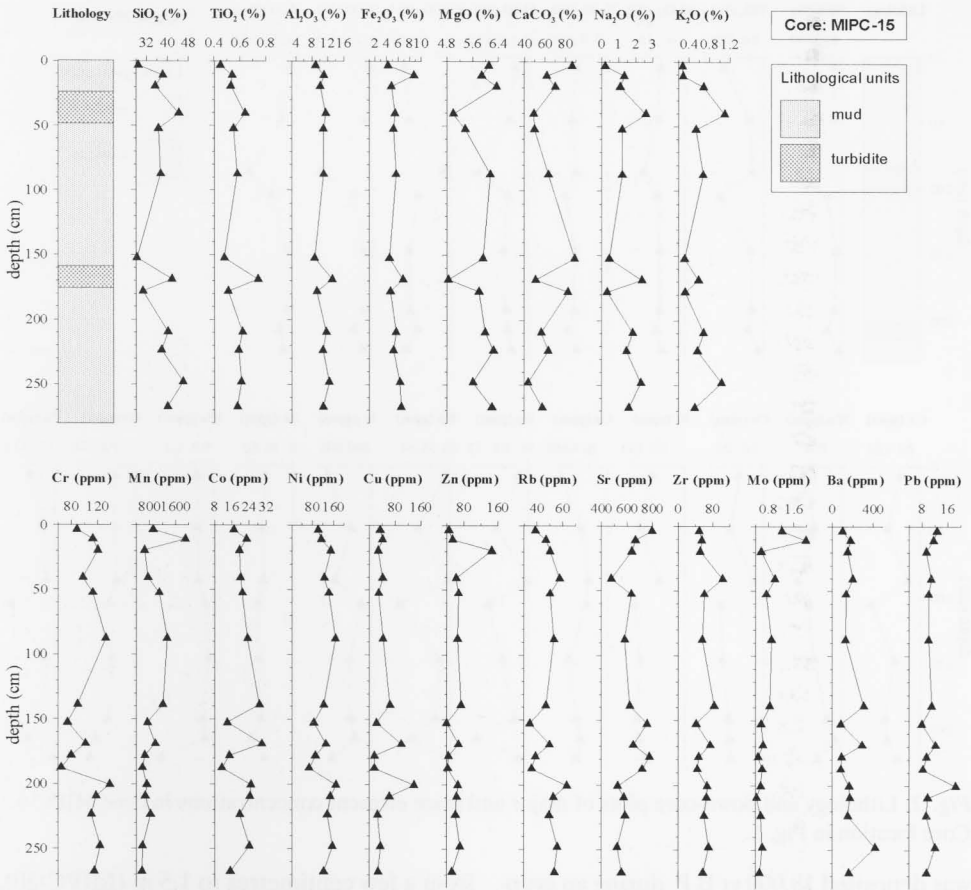 Lithology SiO₂ (%) TiO₂ (%) Al₂O₃ (%) Fe₂O₃ (%) MgO (%) CaCO₃ (%) Na₂O (%) K₂O (%)
32 40 48 0.4 0.6 0.8 4 8 12 16 2 4 6 8 10 4.8 5.6 6.4 40 60 80 0 1 2 3 0.4 0.8 1.2
Core: MIPC-15
Lithological units
mud
turbidite
0
50
100
150
200
250
depth (cm)
Cr (ppm) Mn (ppm) Co (ppm) Ni (ppm) Cu (ppm) Zn (ppm) Rb (ppm) Sr (ppm) Zr (ppm) Mo (ppm) Ba (ppm) Pb (ppm)
80 120 800 1600 8 16 24 32 80 160 80 160 80 160 40 60 400 600 800 0 80 0.8 1.6 0 400 8 16
0
50
100
150
200
250
depth (cm)